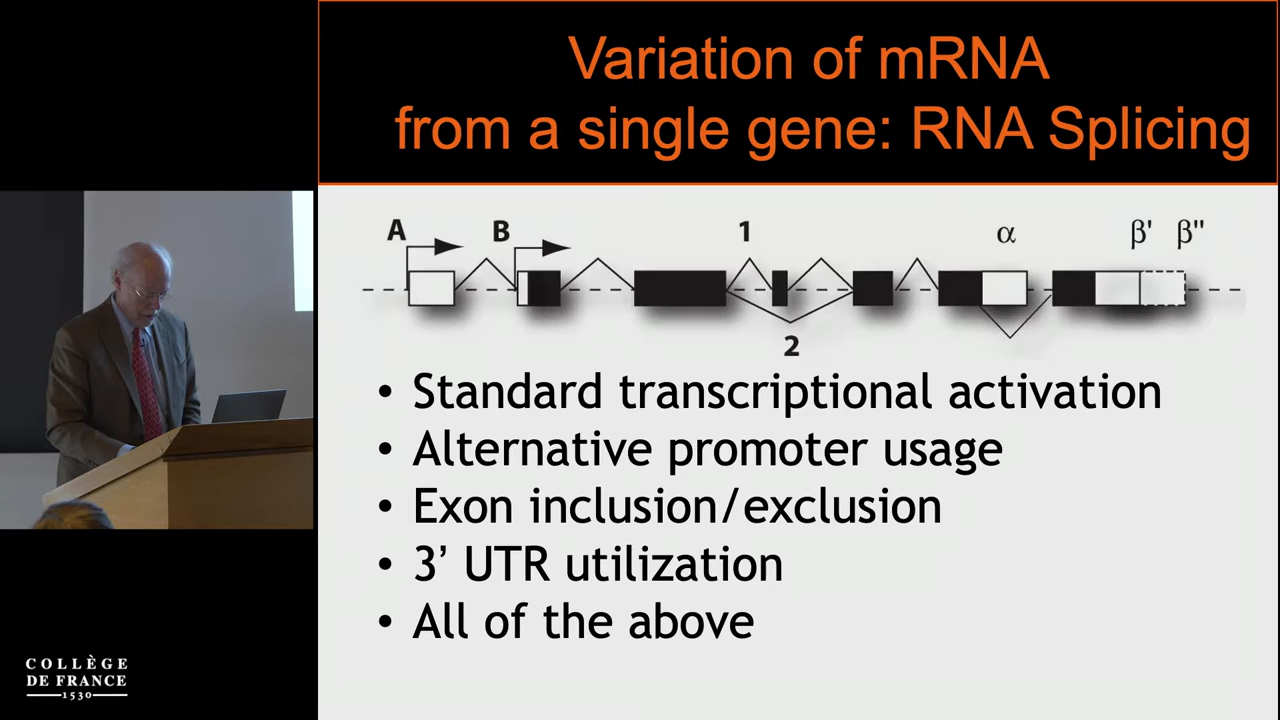 Variation of mRNA
from a single gene: RNA Splicing
A B 1 α β' β"
2
• Standard transcriptional activation
• Alternative promoter usage
• Exon inclusion/exclusion
• 3’ UTR utilization
• All of the above
COLLÈGE
DE FRANCE
1530